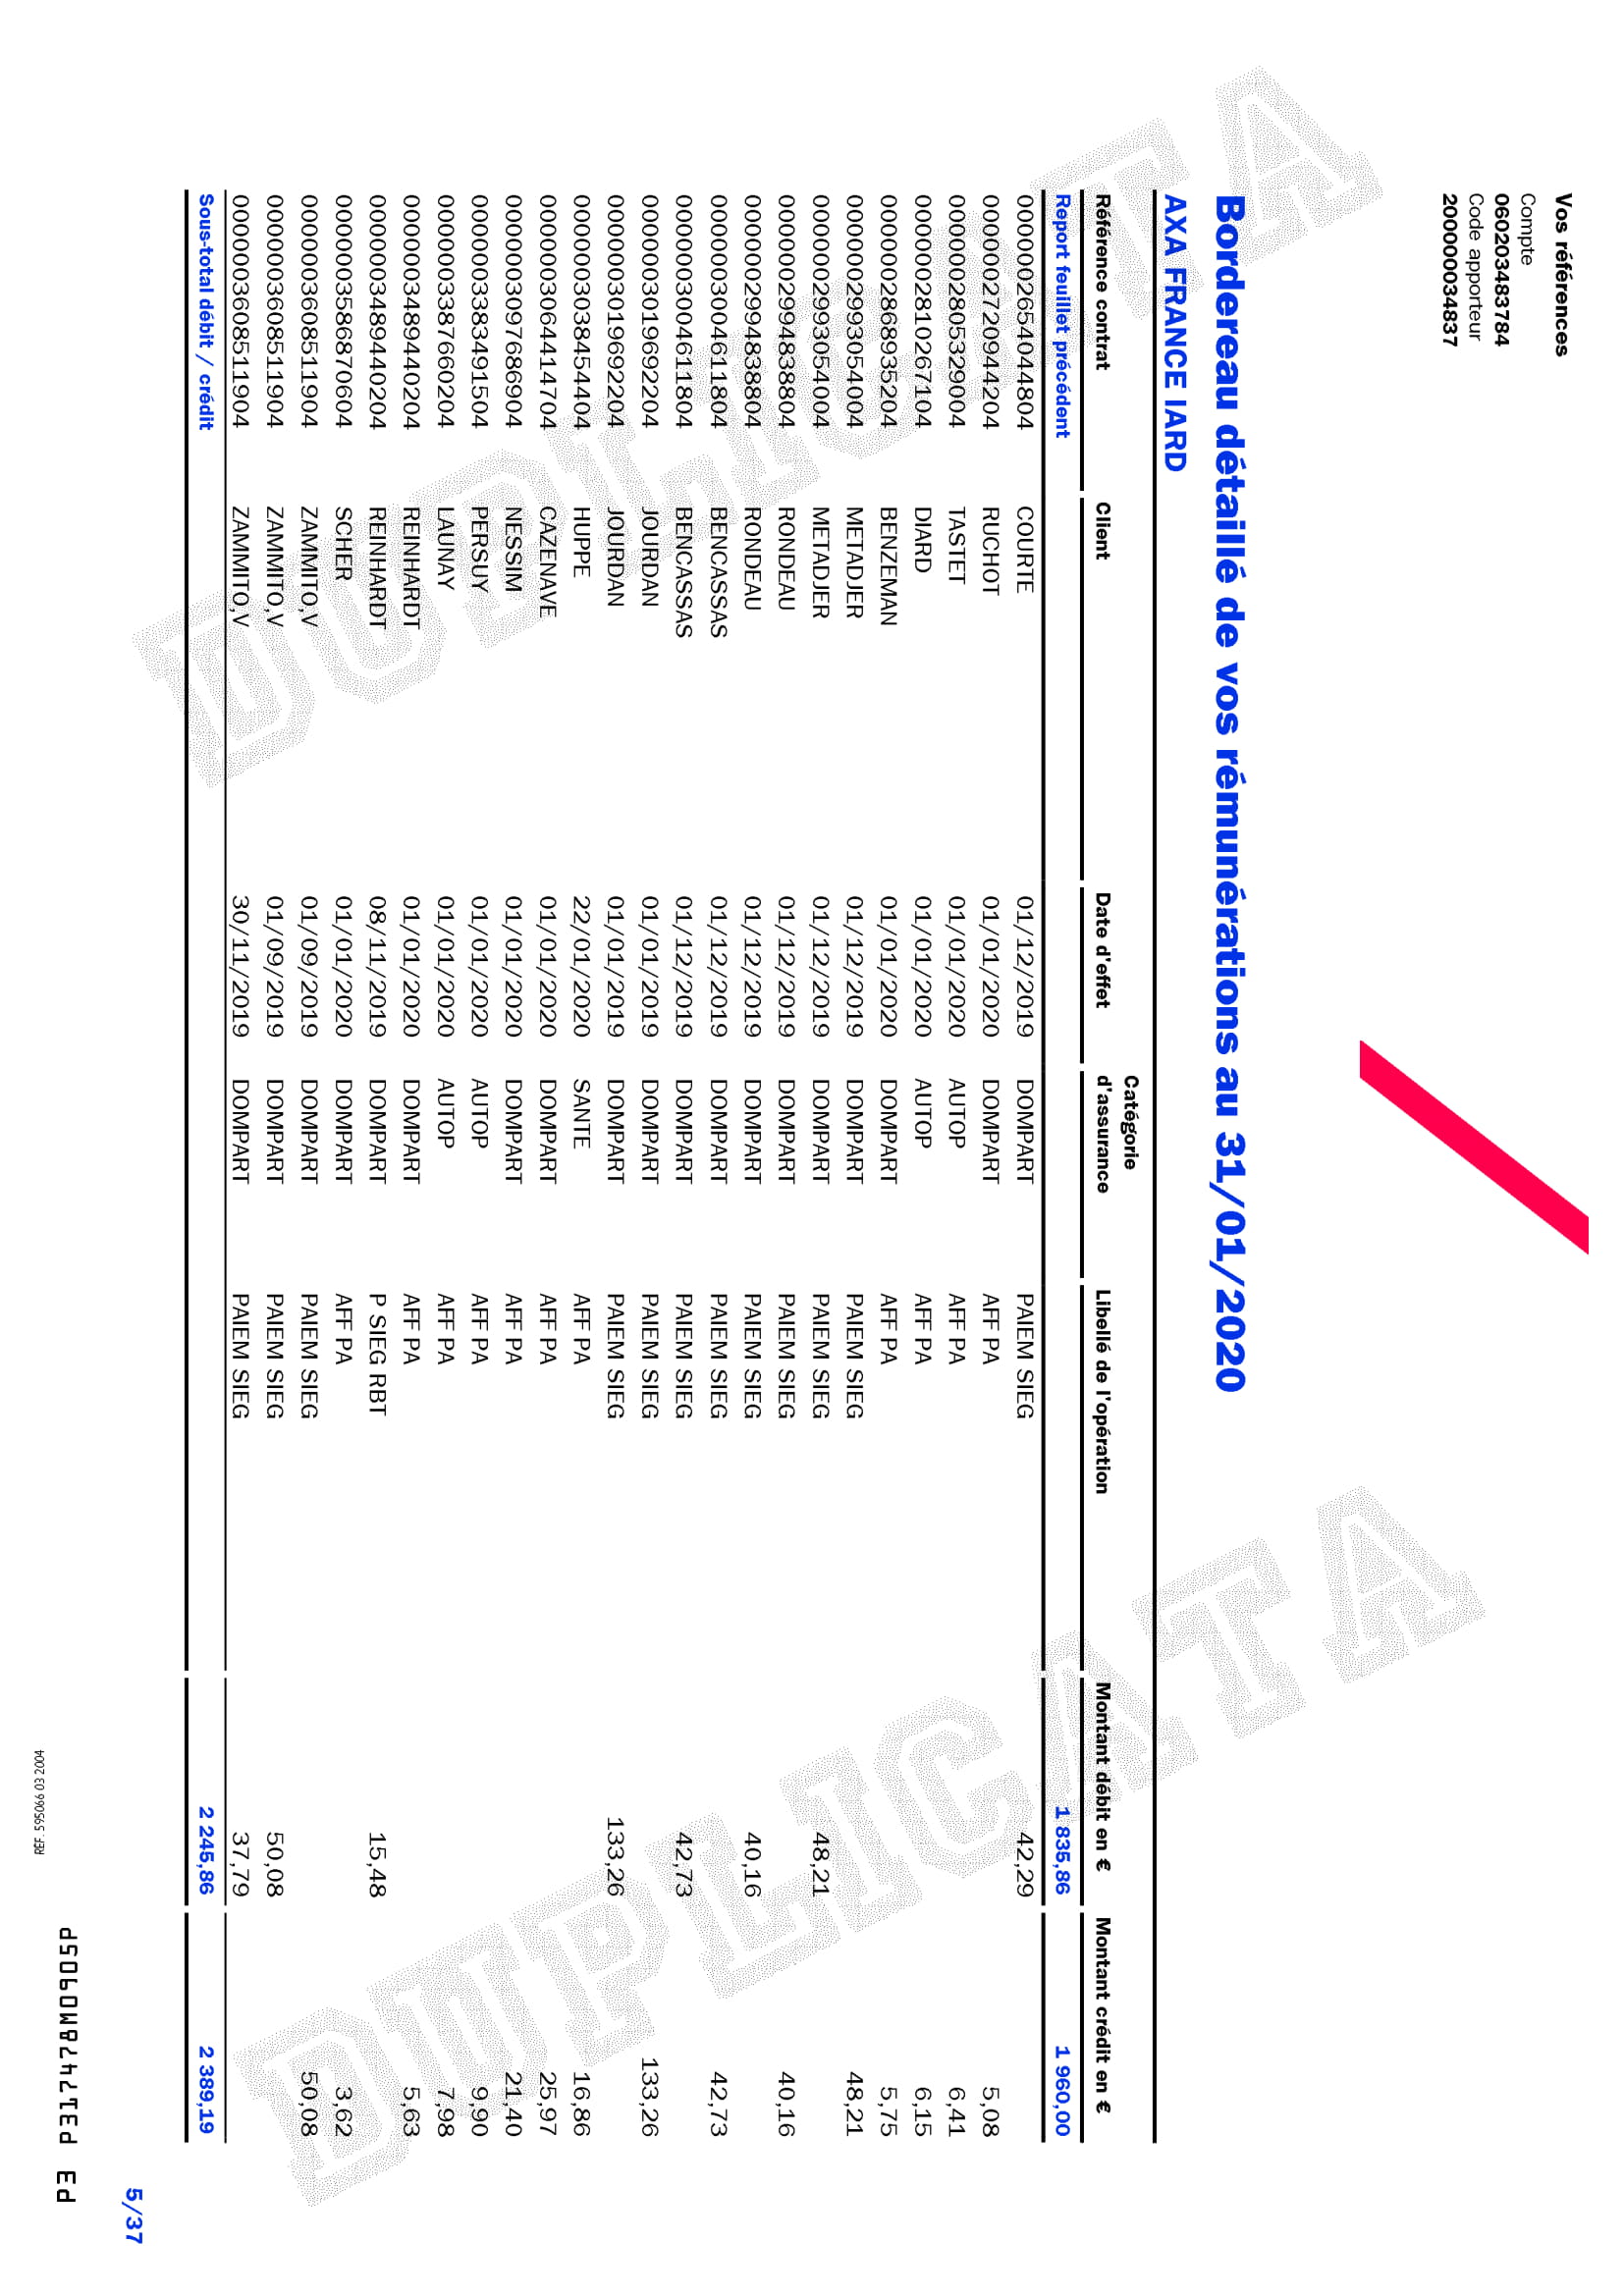 Vos références
Compte
060203483784
Code apporteur
200000034837
Bordereau détaillé de vos rémunérations au 31/01/2020
AXA FRANCE IARD
Référence contrat Client Date d'effet Catégorie d'assurance Libellé de l'opération Montant débit en € Montant crédit en €
Report feuillet précédent 1 835,86 1 960,00
0000002654044804 COURTE 01/12/2019 DOMPART PAIEM SIEG 42,29
0000002720944204 RUCHOT 01/01/2020 DOMPART AFF PA 5,08
0000002805329004 TASTET 01/01/2020 AUTOP AFF PA 6,41
0000002810267104 DIARD 01/01/2020 AUTOP AFF PA 6,15
0000002868935204 BENZEMAN 01/01/2020 DOMPART AFF PA 5,75
0000002993054004 METADJER 01/12/2019 DOMPART PAIEM SIEG 48,21
0000002993054004 METADJER 01/12/2019 DOMPART PAIEM SIEG 48,21
0000002994838804 RONDEAU 01/12/2019 DOMPART PAIEM SIEG 40,16
0000002994838804 RONDEAU 01/12/2019 DOMPART PAIEM SIEG 40,16
0000003004611804 BENCASSAS 01/12/2019 DOMPART PAIEM SIEG 42,73
0000003004611804 BENCASSAS 01/12/2019 DOMPART PAIEM SIEG 42,73
0000003019692204 JOURDAN 01/01/2019 DOMPART PAIEM SIEG 133,26
0000003019692204 JOURDAN 01/01/2019 DOMPART PAIEM SIEG 133,26
0000003038454404 HUPPE 22/01/2020 SANTE AFF PA 16,86
0000003064414704 CAZENAVE 01/01/2020 DOMPART AFF PA 25,97
0000003097686904 NESSIM 01/01/2020 DOMPART AFF PA 21,40
0000003383491504 PERSUY 01/01/2020 AUTOP AFF PA 9,90
0000003387660204 LAUNAY 01/01/2020 AUTOP AFF PA 7,98
0000003489440204 REINHARDT 01/01/2020 DOMPART AFF PA 5,63
0000003489440204 REINHARDT 08/11/2019 DOMPART P SIEG RBT 15,48
0000003586870604 SCHER 01/01/2020 DOMPART AFF PA 3,62
0000003608511904 ZAMMITO,V 01/09/2019 DOMPART PAIEM SIEG 50,08
0000003608511904 ZAMMITO,V 01/09/2019 DOMPART PAIEM SIEG 50,08
0000003608511904 ZAMMITO,V 30/11/2019 DOMPART PAIEM SIEG 37,79
Sous-total débit / crédit 2 245,86 2 389,19
5/37
REF. 595066 03 2004
DUPLICATA
DUPLICATA